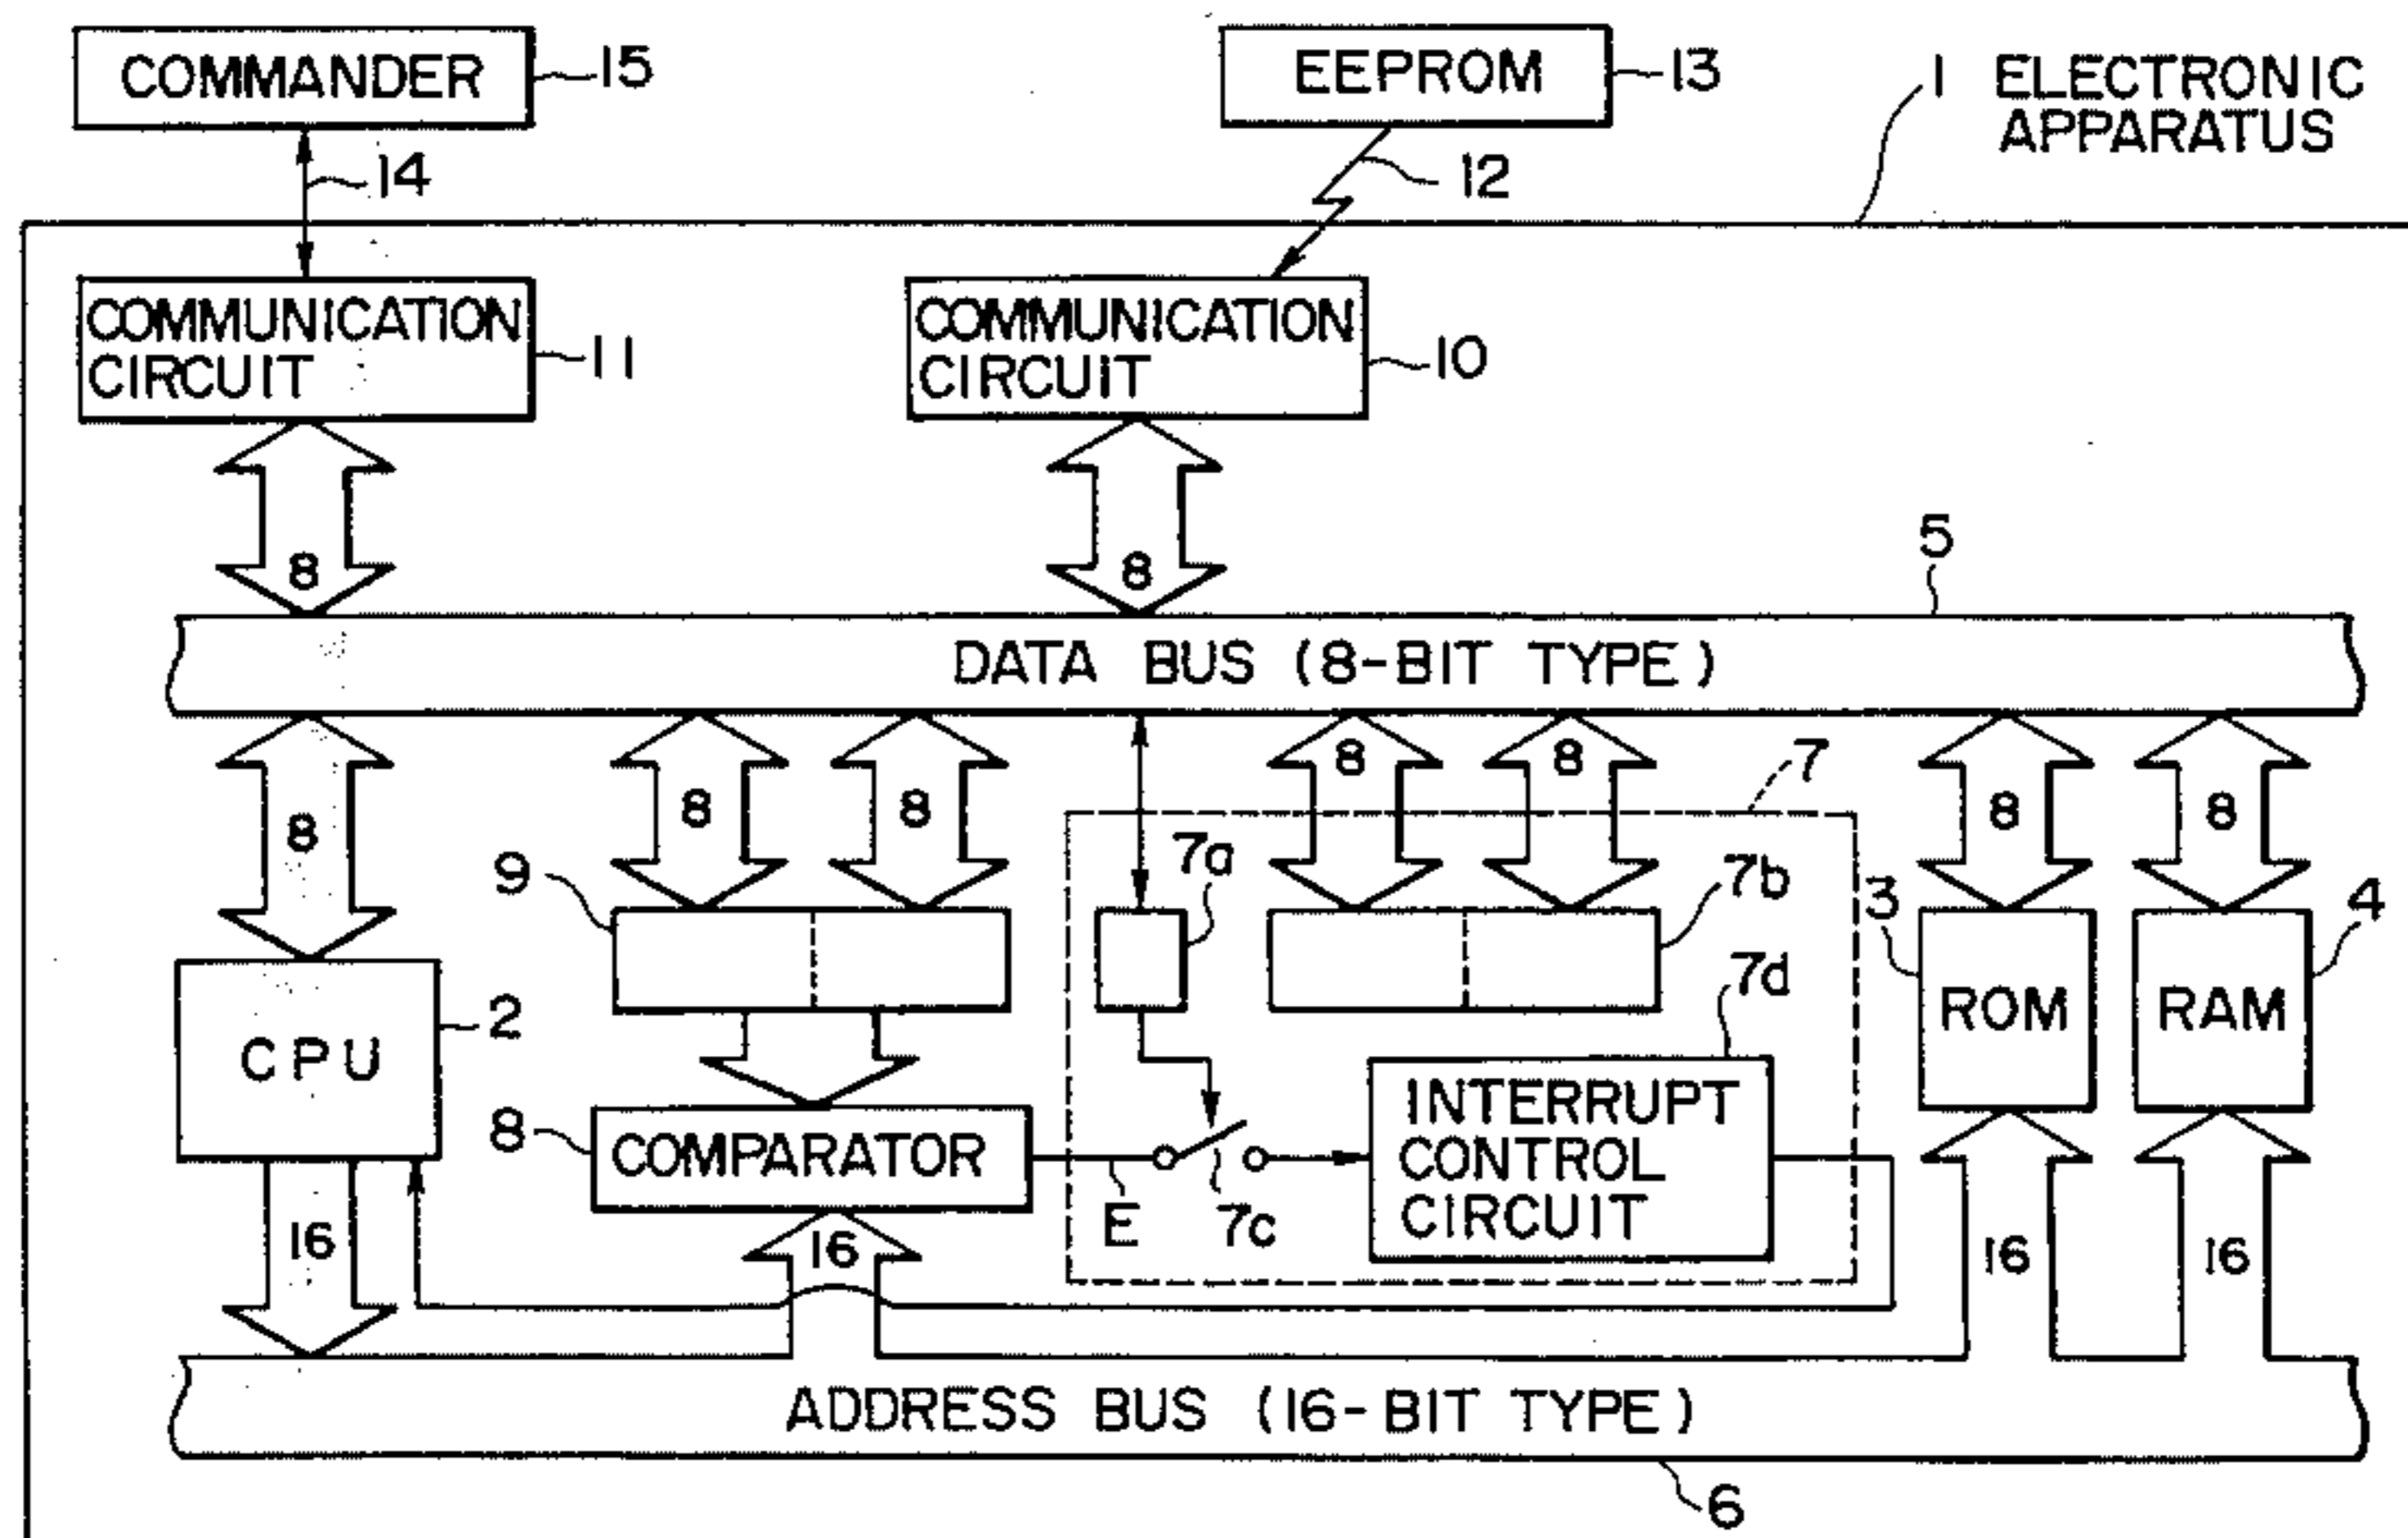 COMMANDER
15
EEPROM
13
1 ELECTRONIC
APPARATUS
14
12
COMMUNICATION
CIRCUIT
11
COMMUNICATION
CIRCUIT
10
8
8
5
DATA BUS (8-BIT TYPE)
8
8
8
8
8
7
8
8
9
7a
7b
3
4
2
CPU
7d
ROM
RAM
8
COMPARATOR
INTERRUPT
CONTROL
CIRCUIT
E
7c
16
16
16
16
ADDRESS BUS (16-BIT TYPE)
6